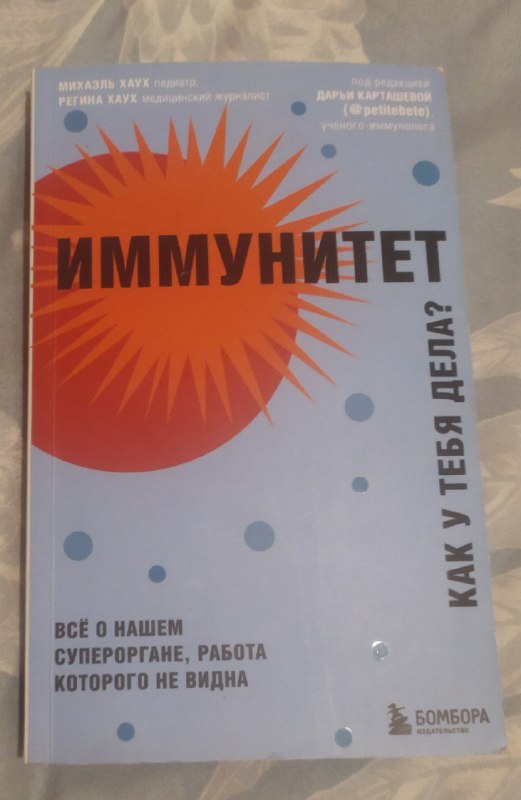 МИХАЭЛЬ ХАУХ педиатр,
РЕГИНА ХАУХ медицинский журналист
под редакцией
ДАРЬИ КАРТАШЕВОЙ
(@petitebete),
ученого-иммунолога
ИММУНИТЕТ
КАК У ТЕБЯ ДЕЛА?
ВСЁ О НАШЕМ
СУПЕРОРГАНЕ, РАБОТА
КОТОРОГО НЕ ВИДНА
БОМБОРА
ИЗДАТЕЛЬСТВО